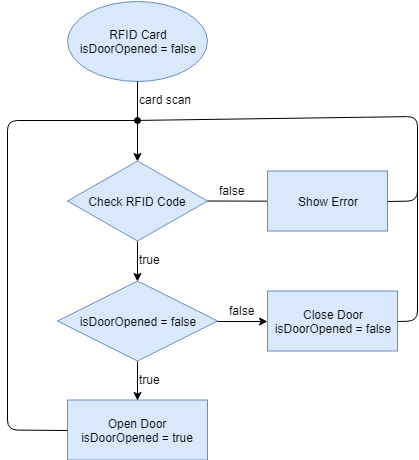 RFID Card
isDoorOpened = false
card scan
Check RFID Code
false
Show Error
true
isDoorOpened = false
false
Close Door
isDoorOpened = false
true
Open Door
isDoorOpened = true